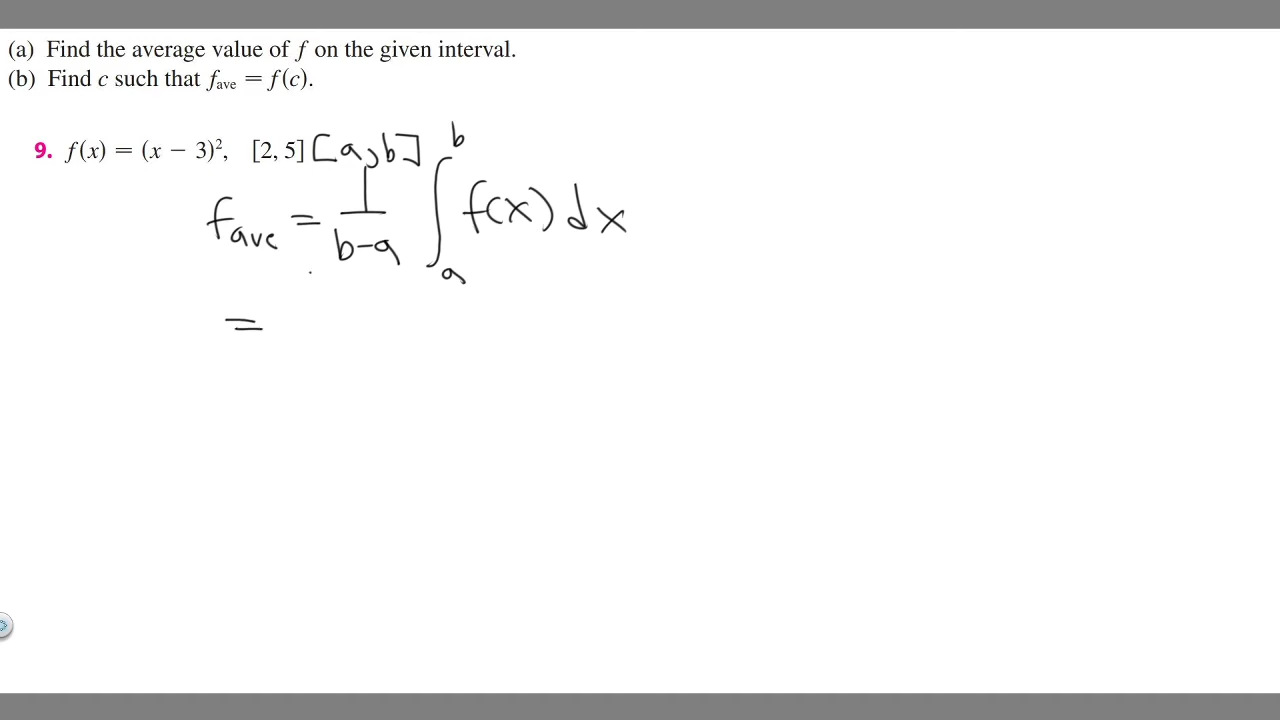 (a) Find the average value of f on the given interval.
(b) Find c such that f_ave = f(c).
9. f(x) = (x − 3)², [2, 5] [a,b]
f_ave = 1/(b-a) ∫_a^b f(x) dx
=